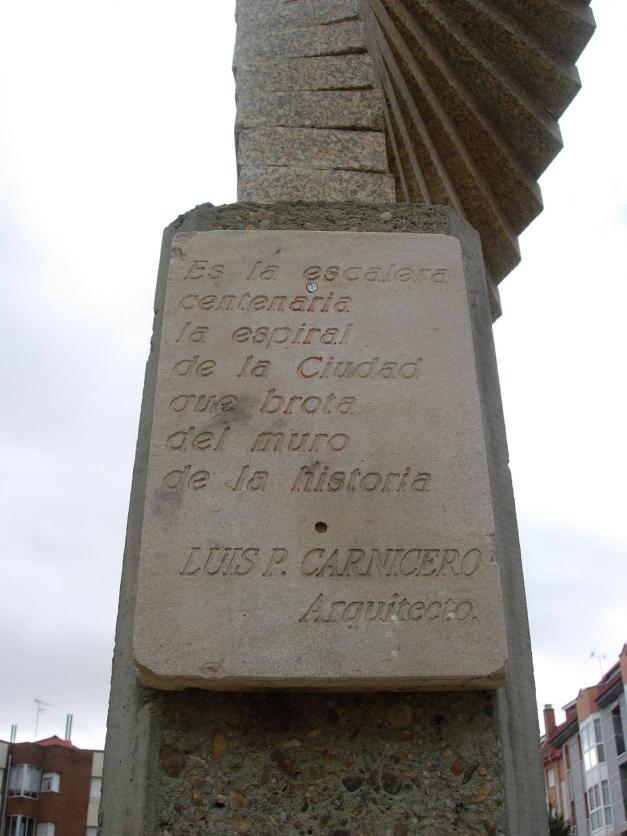 Es la escalera
centenaria
la espiral
de la Ciudad
que brota
del muro
de la historia
LUIS P. CARNICERO
Arquitecto.